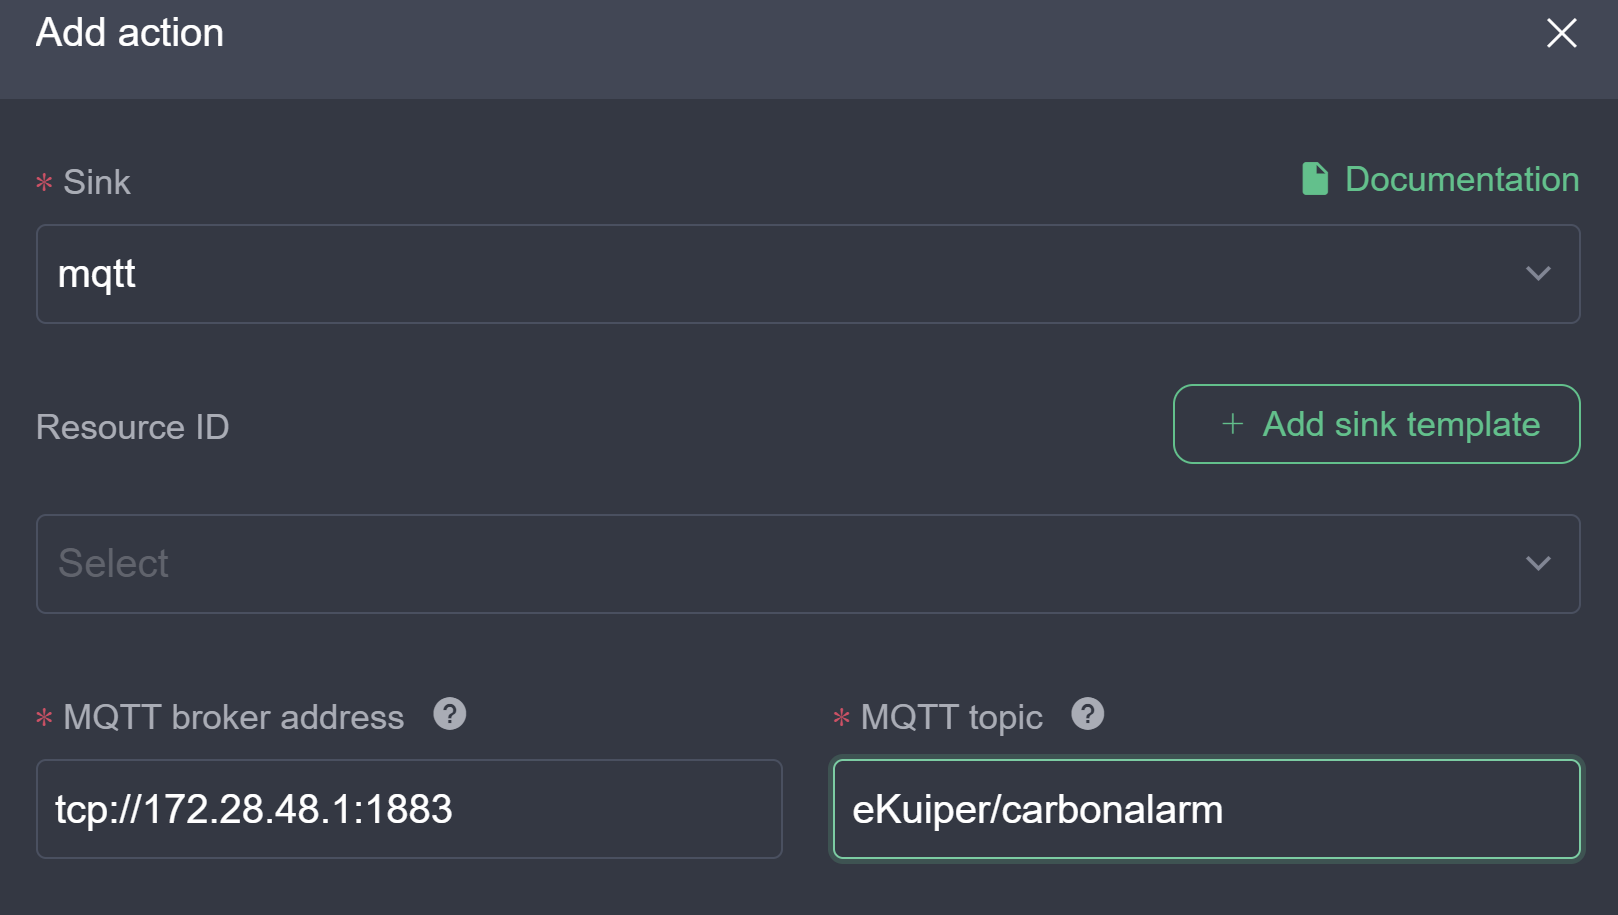 Add action
* Sink
Documentation
mqtt
Resource ID
+ Add sink template
Select
* MQTT broker address ?
* MQTT topic ?
tcp://172.28.48.1:1883
eKuiper/carbonalarm